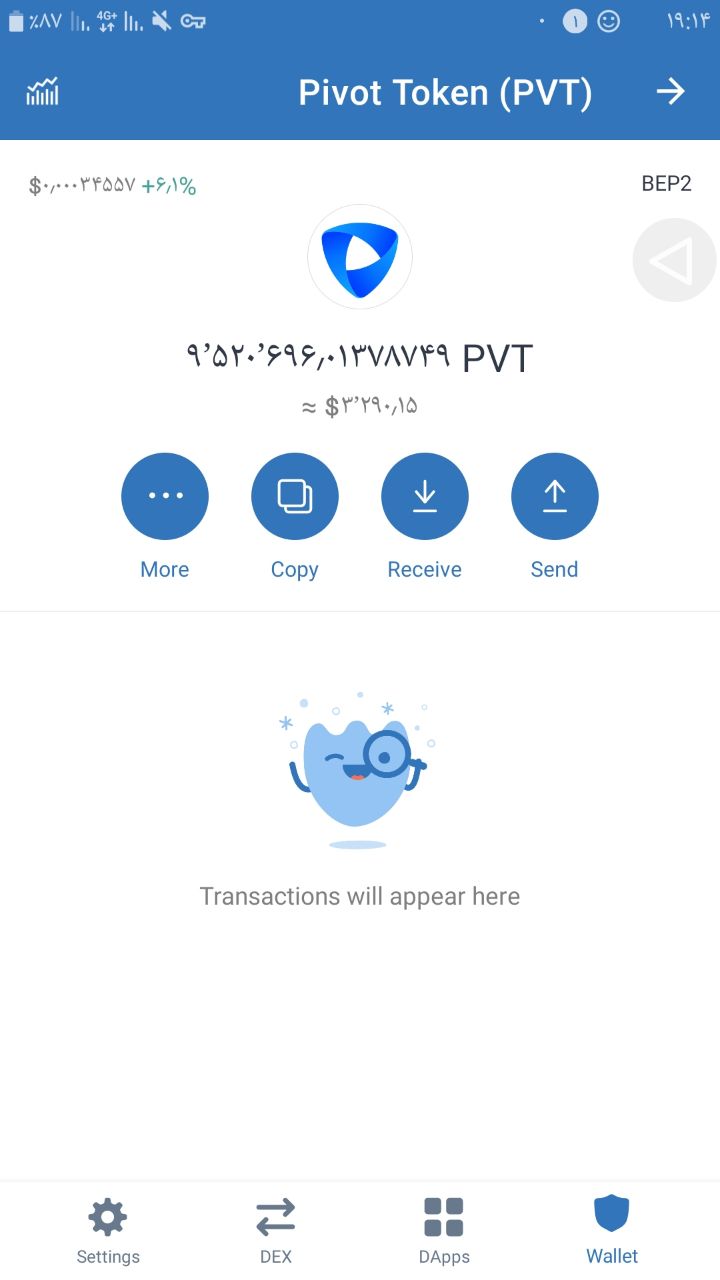 ٪۸۷ 4G+ ۱ ۱۹:۱۴
Pivot Token (PVT)
$۰٫۰۰۰۳۴۵۵۷ +۶٫۱% BEP2
۹٬۵۲۰٬۶۹۶٫۰۱۳۷۸۷۴۹ PVT
≈ $۳٬۲۹۰٫۱۵
More Copy Receive Send
Transactions will appear here
Settings DEX DApps Wallet